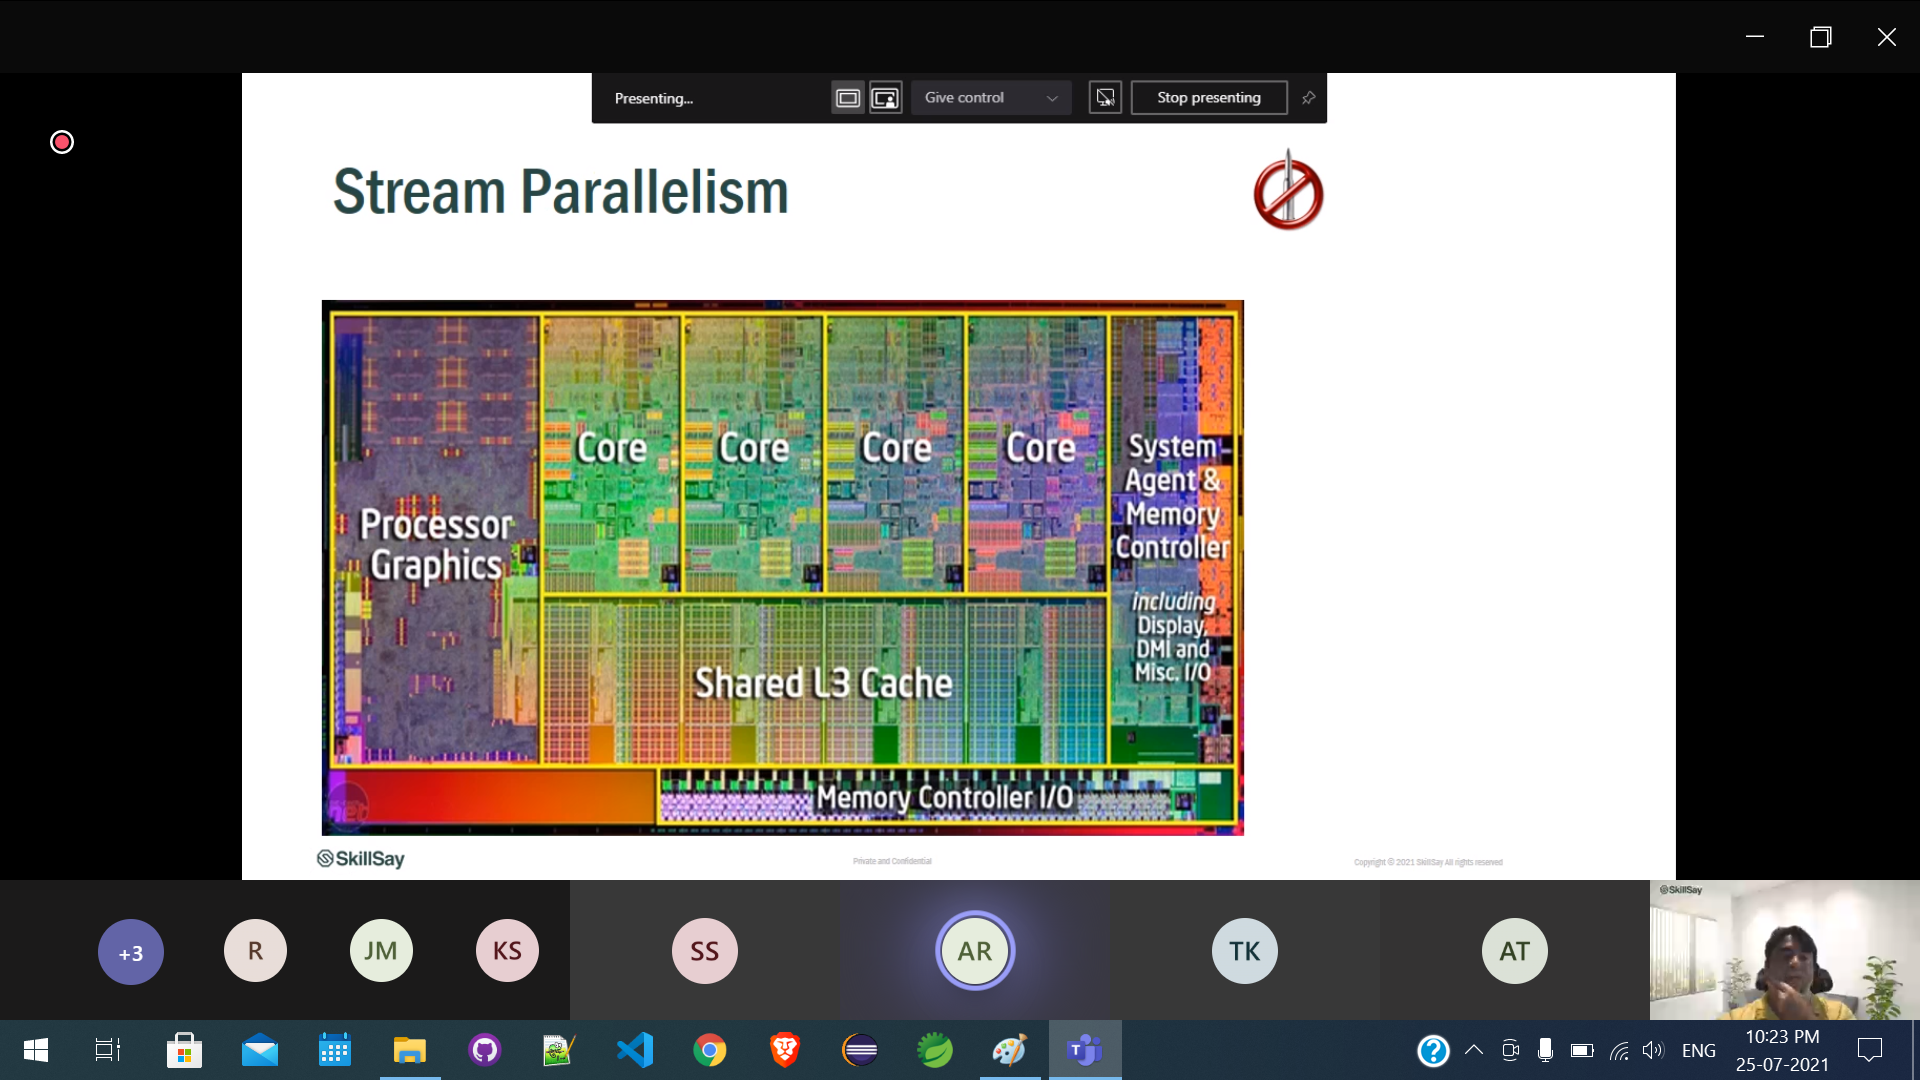 Presenting...
Give control
Stop presenting
Stream Parallelism
Core
Core
Core
Core
System
Agent &
Memory
Controller
including
Display,
DMI and
Misc. I/O
Processor
Graphics
Shared L3 Cache
Memory Controller I/O
SkillSay
Private and Confidential
Copyright © 2021 SkillSay All rights reserved
+3
R
JM
KS
SS
AR
TK
AT
SkillSay
ENG
10:23 PM
25-07-2021